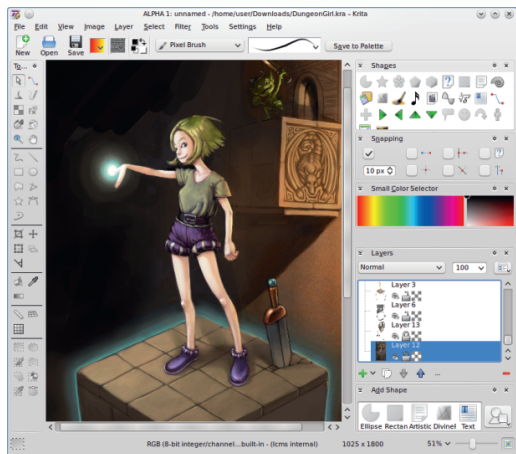 ALPHA 1: unnamed - /home/user/Downloads/DungeonGirl.kra - Krita
File Edit View Image Layer Select Filter Tools Settings Help
New Open Save Pixel Brush Save to Palette
To...
Shapes
Snapping
10 px
Small Color Selector
Layers
Normal 100
Layer 3
Layer 6
Layer 13
Layer 12
Add Shape
Ellipse Rectan Artistic Text
RGB (8-bit integer/channel...built-in - (lcms internal) 1025 x 1800 51%